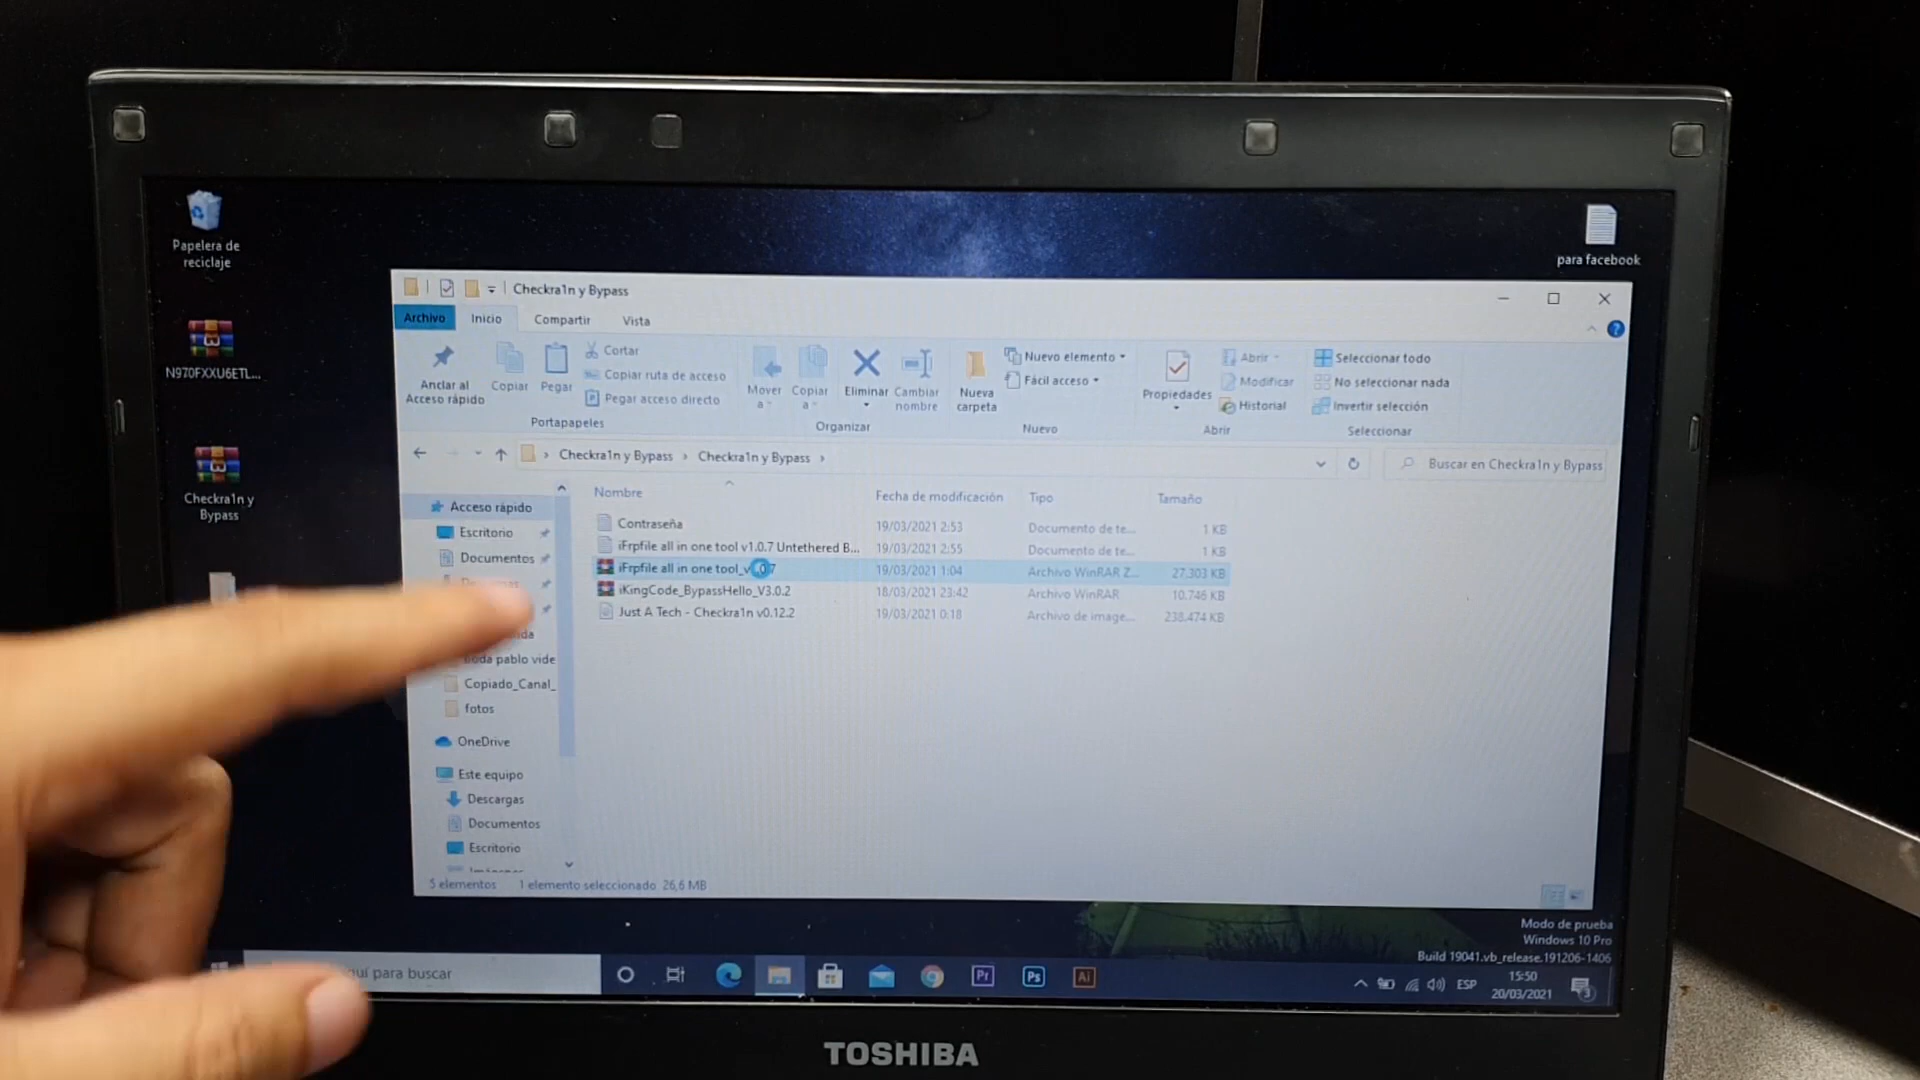 Papelera de
reciclaje
N970FXXU6ETL...
Checkra1n y
Bypass
para facebook
Checkra1n y Bypass
Archivo
Inicio
Compartir
Vista
Anclar al
Acceso rápido
Copiar
Pegar
Cortar
Copiar ruta de acceso
Pegar acceso directo
Portapapeles
Mover
a
Copiar
a
Eliminar
Cambiar
nombre
Organizar
Nueva
carpeta
Nuevo elemento
Fácil acceso
Nuevo
Propiedades
Abrir
Modificar
Historial
Abrir
Seleccionar todo
No seleccionar nada
Invertir selección
Seleccionar
Checkra1n y Bypass › Checkra1n y Bypass ›
Buscar en Checkra1n y Bypass
Nombre
Fecha de modificación
Tipo
Tamaño
Contraseña 19/03/2021 2:53 Documento de te... 1 KB
iFrpfile all in one tool v1.0.7 Untethered B... 19/03/2021 2:55 Documento de te... 1 KB
iFrpfile all in one tool_v 19/03/2021 1:04 Archivo WinRAR Z... 27.303 KB
iKingCode_BypassHello_V3.0.2 18/03/2021 23:42 Archivo WinRAR 10.746 KB
Just A Tech - Checkra1n v0.12.2 19/03/2021 0:18 Archivo de image... 238.474 KB
Acceso rápido
Escritorio
Documentos
boda pablo vide
Copiado_Canal_
fotos
OneDrive
Este equipo
Descargas
Documentos
Escritorio
5 elementos
1 elemento seleccionado 26,6 MB
Modo de prueba
Windows 10 Pro
Build 19041.vb_release.191206-1406
para buscar
Pr
Ps
Ai
ESP
15:50
20/03/2021
3
TOSHIBA